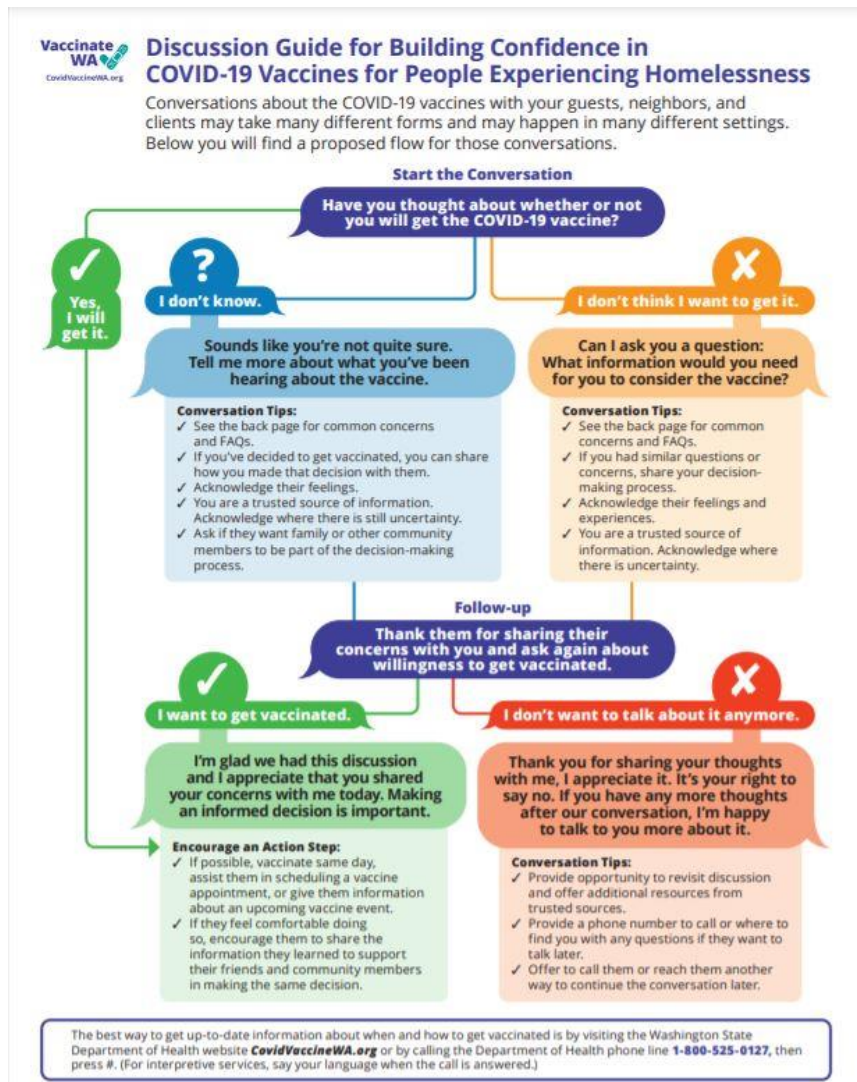 Vaccinate
WA
CovidVaccineWA.org
Discussion Guide for Building Confidence in
COVID-19 Vaccines for People Experiencing Homelessness
Conversations about the COVID-19 vaccines with your guests, neighbors, and
clients may take many different forms and may happen in many different settings.
Below you will find a proposed flow for those conversations.
Start the Conversation
Have you thought about whether or not
you will get the COVID-19 vaccine?
Yes,
I will
get it.
?
I don't know.
Sounds like you're not quite sure.
Tell me more about what you've been
hearing about the vaccine.
Conversation Tips:
✓ See the back page for common concerns
and FAQs.
✓ If you've decided to get vaccinated, you can share
how you made that decision with them.
✓ Acknowledge their feelings.
✓ You are a trusted source of information.
Acknowledge where there is still uncertainty.
✓ Ask if they want family or other community
members to be part of the decision-making
process.
I don't think I want to get it.
Can I ask you a question:
What information would you need
for you to consider the vaccine?
Conversation Tips:
✓ See the back page for common
concerns and FAQs.
✓ If you had similar questions or
concerns, share your decision-
making process.
✓ Acknowledge their feelings and
experiences.
✓ You are a trusted source of
information. Acknowledge where
there is uncertainty.
Follow-up
Thank them for sharing their
concerns with you and ask again about
willingness to get vaccinated.
I want to get vaccinated.
I'm glad we had this discussion
and I appreciate that you shared
your concerns with me today. Making
an informed decision is important.
Encourage an Action Step:
✓ If possible, vaccinate same day,
assist them in scheduling a vaccine
appointment, or give them information
about an upcoming vaccine event.
✓ If they feel comfortable doing
so, encourage them to share the
information they learned to support
their friends and community members
in making the same decision.
I don't want to talk about it anymore.
Thank you for sharing your thoughts
with me, I appreciate it. It's your right to
say no. If you have any more thoughts
after our conversation, I'm happy
to talk to you more about it.
Conversation Tips:
✓ Provide opportunity to revisit discussion
and offer additional resources from
trusted sources.
✓ Provide a phone number to call or where to
find you with any questions if they want to
talk later.
✓ Offer to call them or reach them another
way to continue the conversation later.
The best way to get up-to-date information about when and how to get vaccinated is by visiting the Washington State
Department of Health website CovidVaccineWA.org or by calling the Department of Health phone line 1-800-525-0127, then
press #. (For interpretive services, say your language when the call is answered.)